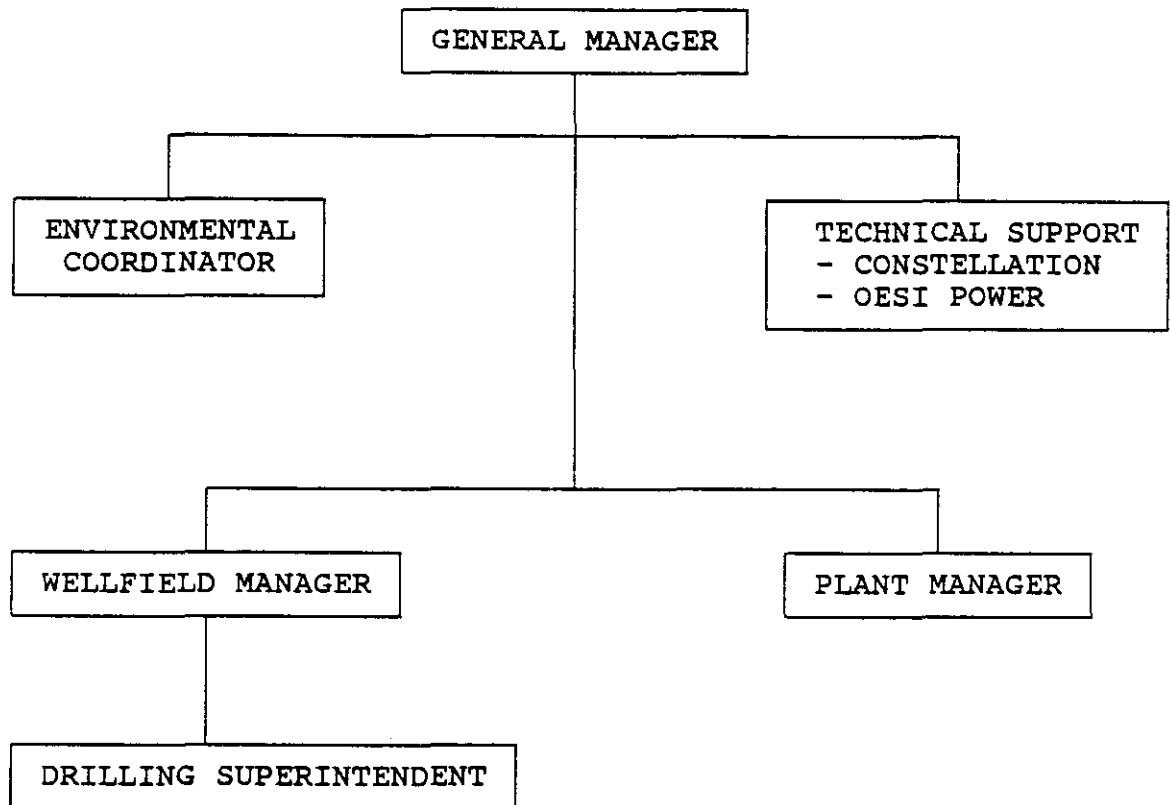 GENERAL MANAGER
ENVIRONMENTAL
COORDINATOR
TECHNICAL SUPPORT
- CONSTELLATION
- OESI POWER
WELLFIELD MANAGER
PLANT MANAGER
DRILLING SUPERINTENDENT